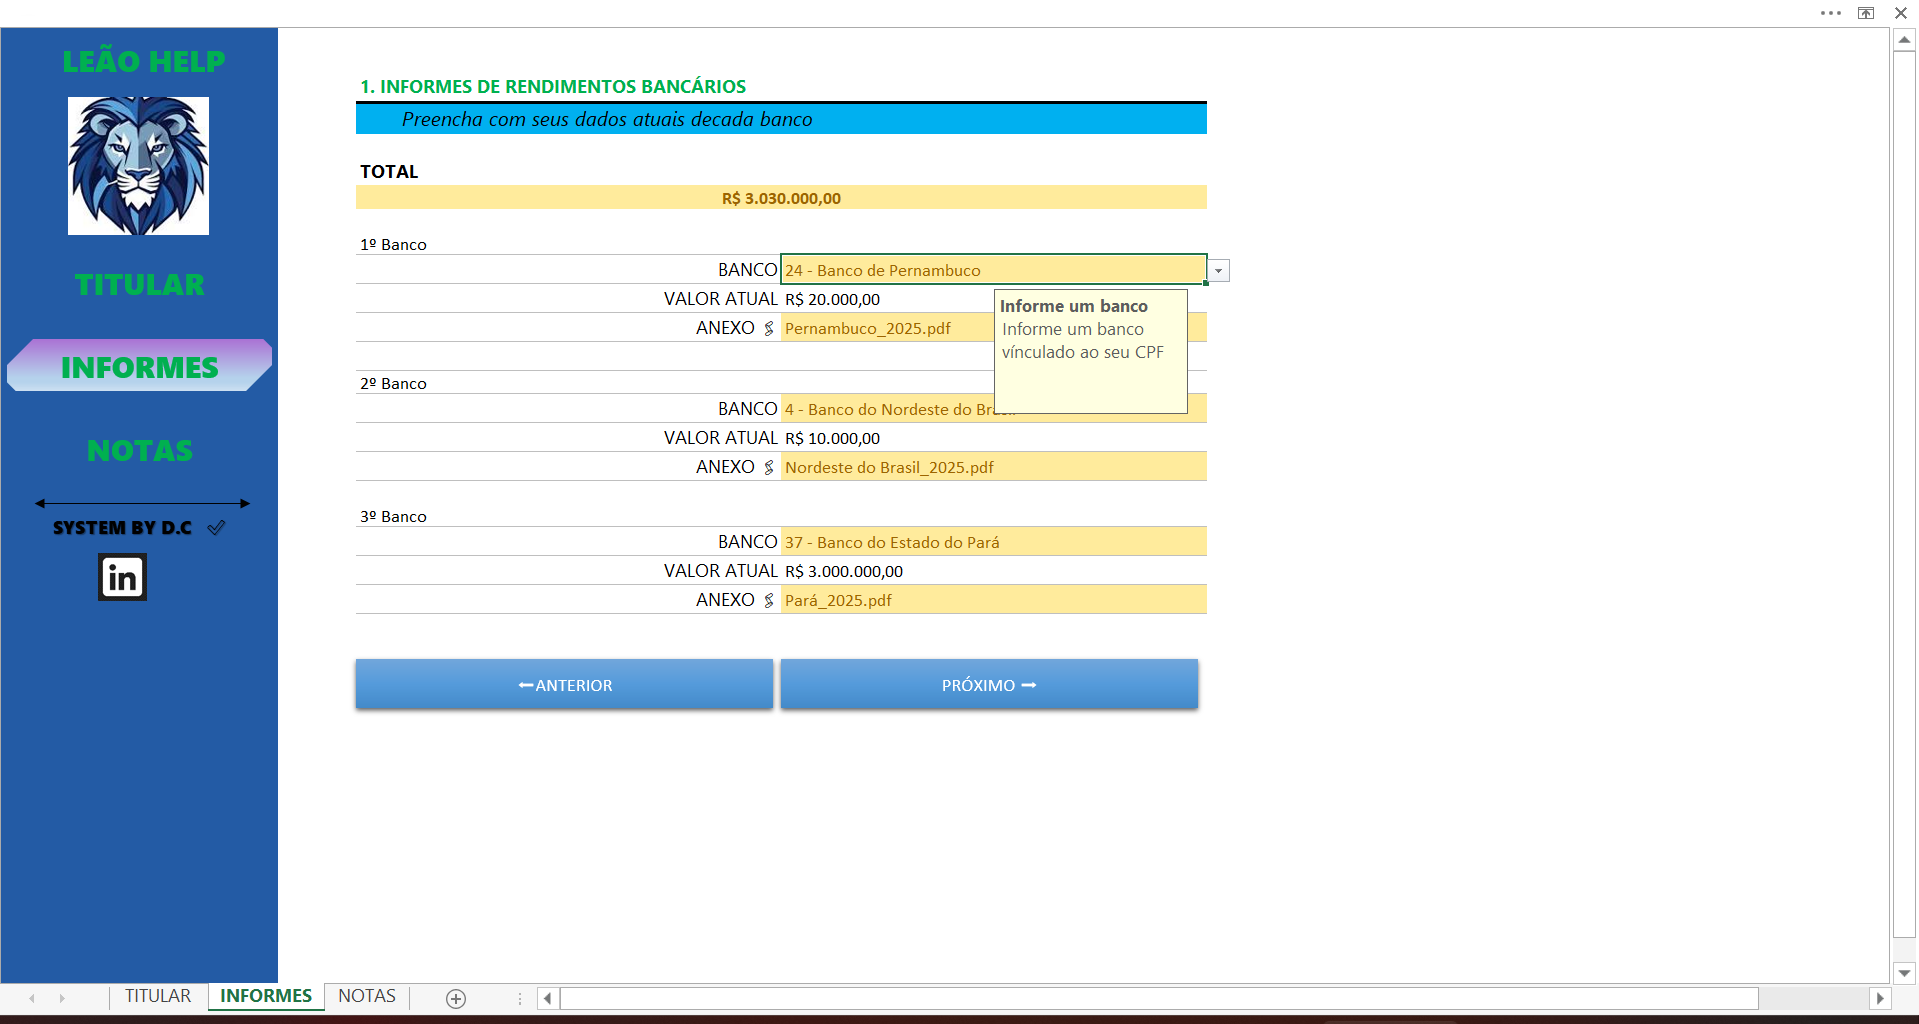 LEÃO HELP
TITULAR
INFORMES
NOTAS
SYSTEM BY D.C
in
1. INFORMES DE RENDIMENTOS BANCÁRIOS
Preencha com seus dados atuais decada banco
TOTAL
R$ 3.030.000,00
1º Banco
BANCO 24 - Banco de Pernambuco
VALOR ATUAL R$ 20.000,00
ANEXO Pernambuco_2025.pdf
Informe um banco
Informe um banco
vínculado ao seu CPF
2º Banco
BANCO 4 - Banco do Nordeste do Brasil
VALOR ATUAL R$ 10.000,00
ANEXO Nordeste do Brasil_2025.pdf
3º Banco
BANCO 37 - Banco do Estado do Pará
VALOR ATUAL R$ 3.000.000,00
ANEXO Pará_2025.pdf
ANTERIOR PRÓXIMO
TITULAR INFORMES NOTAS